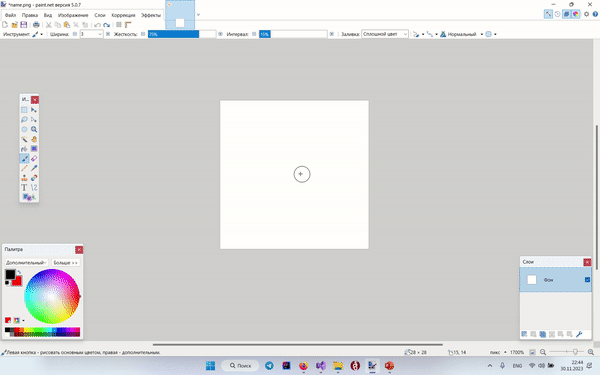 *name.png - paint.net версия 5.0.7
Файл Правка Вид Изображение Слои Коррекция Эффекты
Инструмент: Ширина: 3 Жесткость: 75% Интервал: 15% Заливка: Сплошной цвет Нормальный
И...
Палитра
Дополнительный Больше >>
Слои
Фон
Левая кнопка - рисовать основным цветом, правая - дополнительным. 28 × 28 15, 14 пикс 1700%
Поиск ENG 22:44
30.11.2023